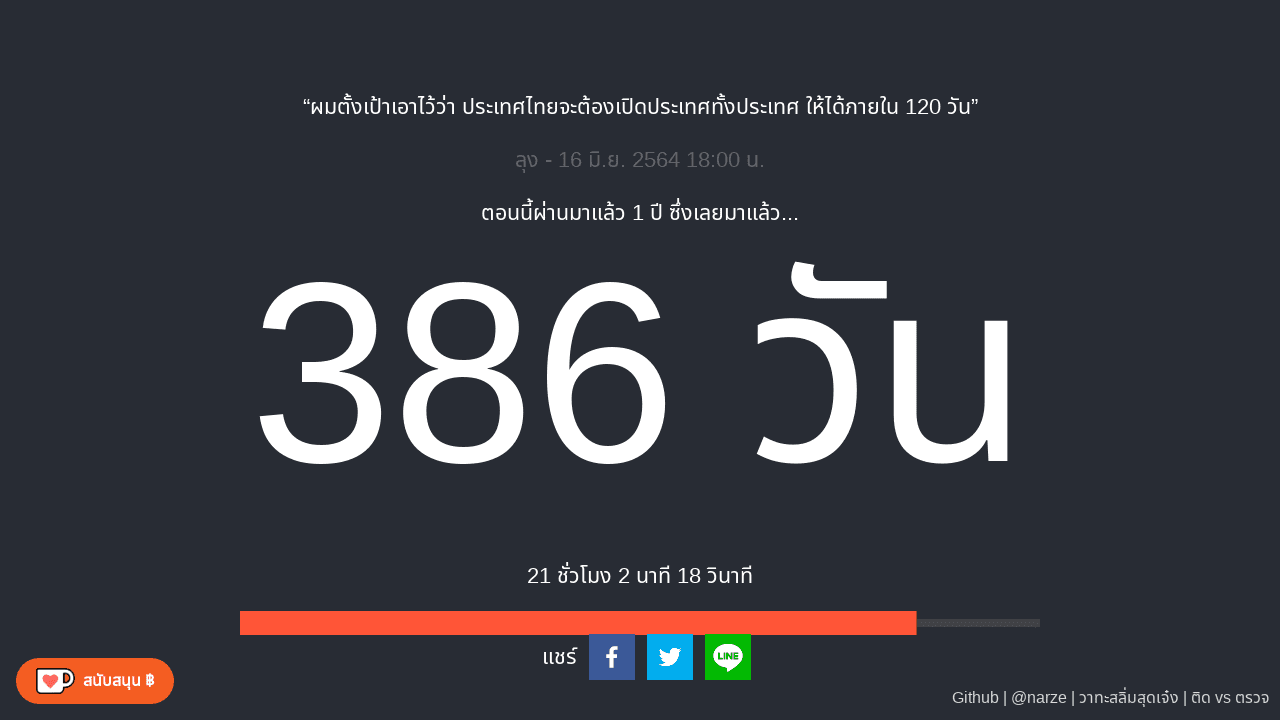 “ผมตั้งเป้าเอาไว้ว่า ประเทศไทยจะต้องเปิดประเทศทั้งประเทศ ให้ได้ภายใน 120 วัน”
ลุง - 16 มิ.ย. 2564 18:00 น.
ตอนนี้ผ่านมาแล้ว 1 ปี ซึ่งเลยมาแล้ว...
386 วัน
21 ชั่วโมง 2 นาที 18 วินาที
แชร์
LINE
สนับสนุน ฿
Github | @narze | วาทะสลิ่มสุดเจ๋ง | ติด vs ตรวจ